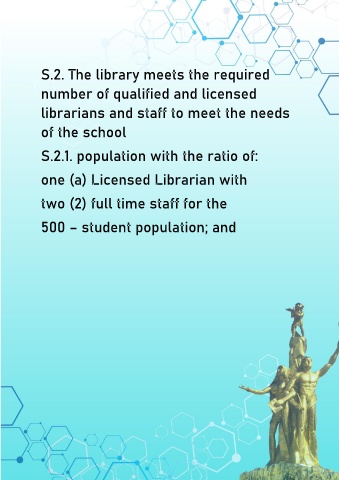 S.2. The library meets the required
number of qualified and licensed
librarians and staff to meet the needs
of the school
S.2.1. population with the ratio of:
one (a) Licensed Librarian with
two (2) full time staff for the
500 – student population; and